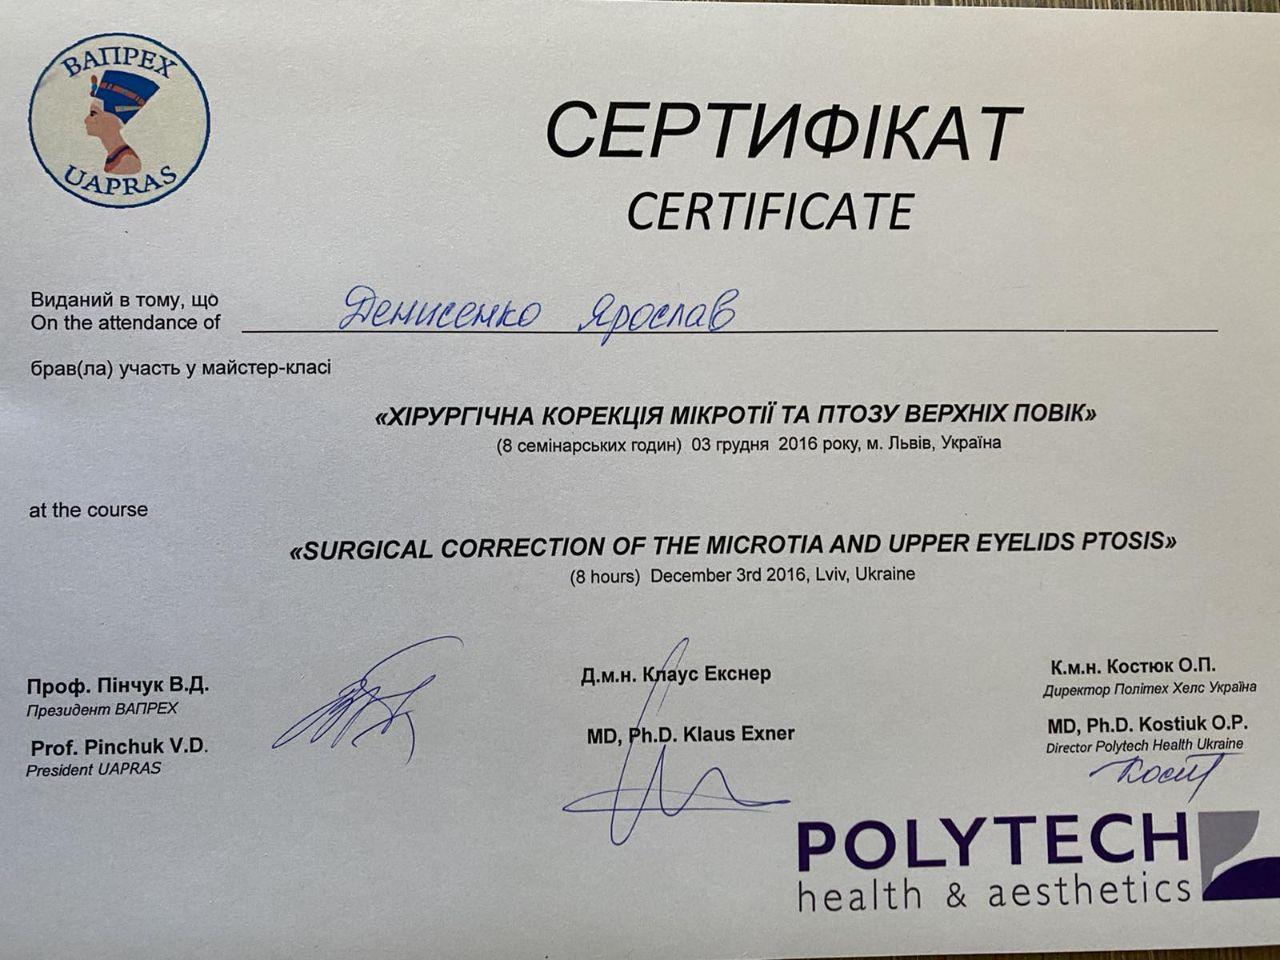 ВАПРЕХ
UAPRAS
СЕРТИФІКАТ
CERTIFICATE
Виданий в тому, що
On the attendance of
Денисенко Ярослав
брав(ла) участь у майстер-класі
«ХІРУРГІЧНА КОРЕКЦІЯ МІКРОТІЇ ТА ПТОЗУ ВЕРХНІХ ПОВІК»
(8 семінарських годин) 03 грудня 2016 року, м. Львів, Україна
at the course
«SURGICAL CORRECTION OF THE MICROTIA AND UPPER EYELIDS PTOSIS»
(8 hours) December 3rd 2016, Lviv, Ukraine
Проф. Пінчук В.Д.
Президент ВАПРЕХ
Prof. Pinchuk V.D.
President UAPRAS
Д.м.н. Клаус Екснер
MD, Ph.D. Klaus Exner
К.м.н. Костюк О.П.
Директор Політех Хелс Україна
MD, Ph.D. Kostiuk O.P.
Director Polytech Health Ukraine
POLYTECH
health & aesthetics